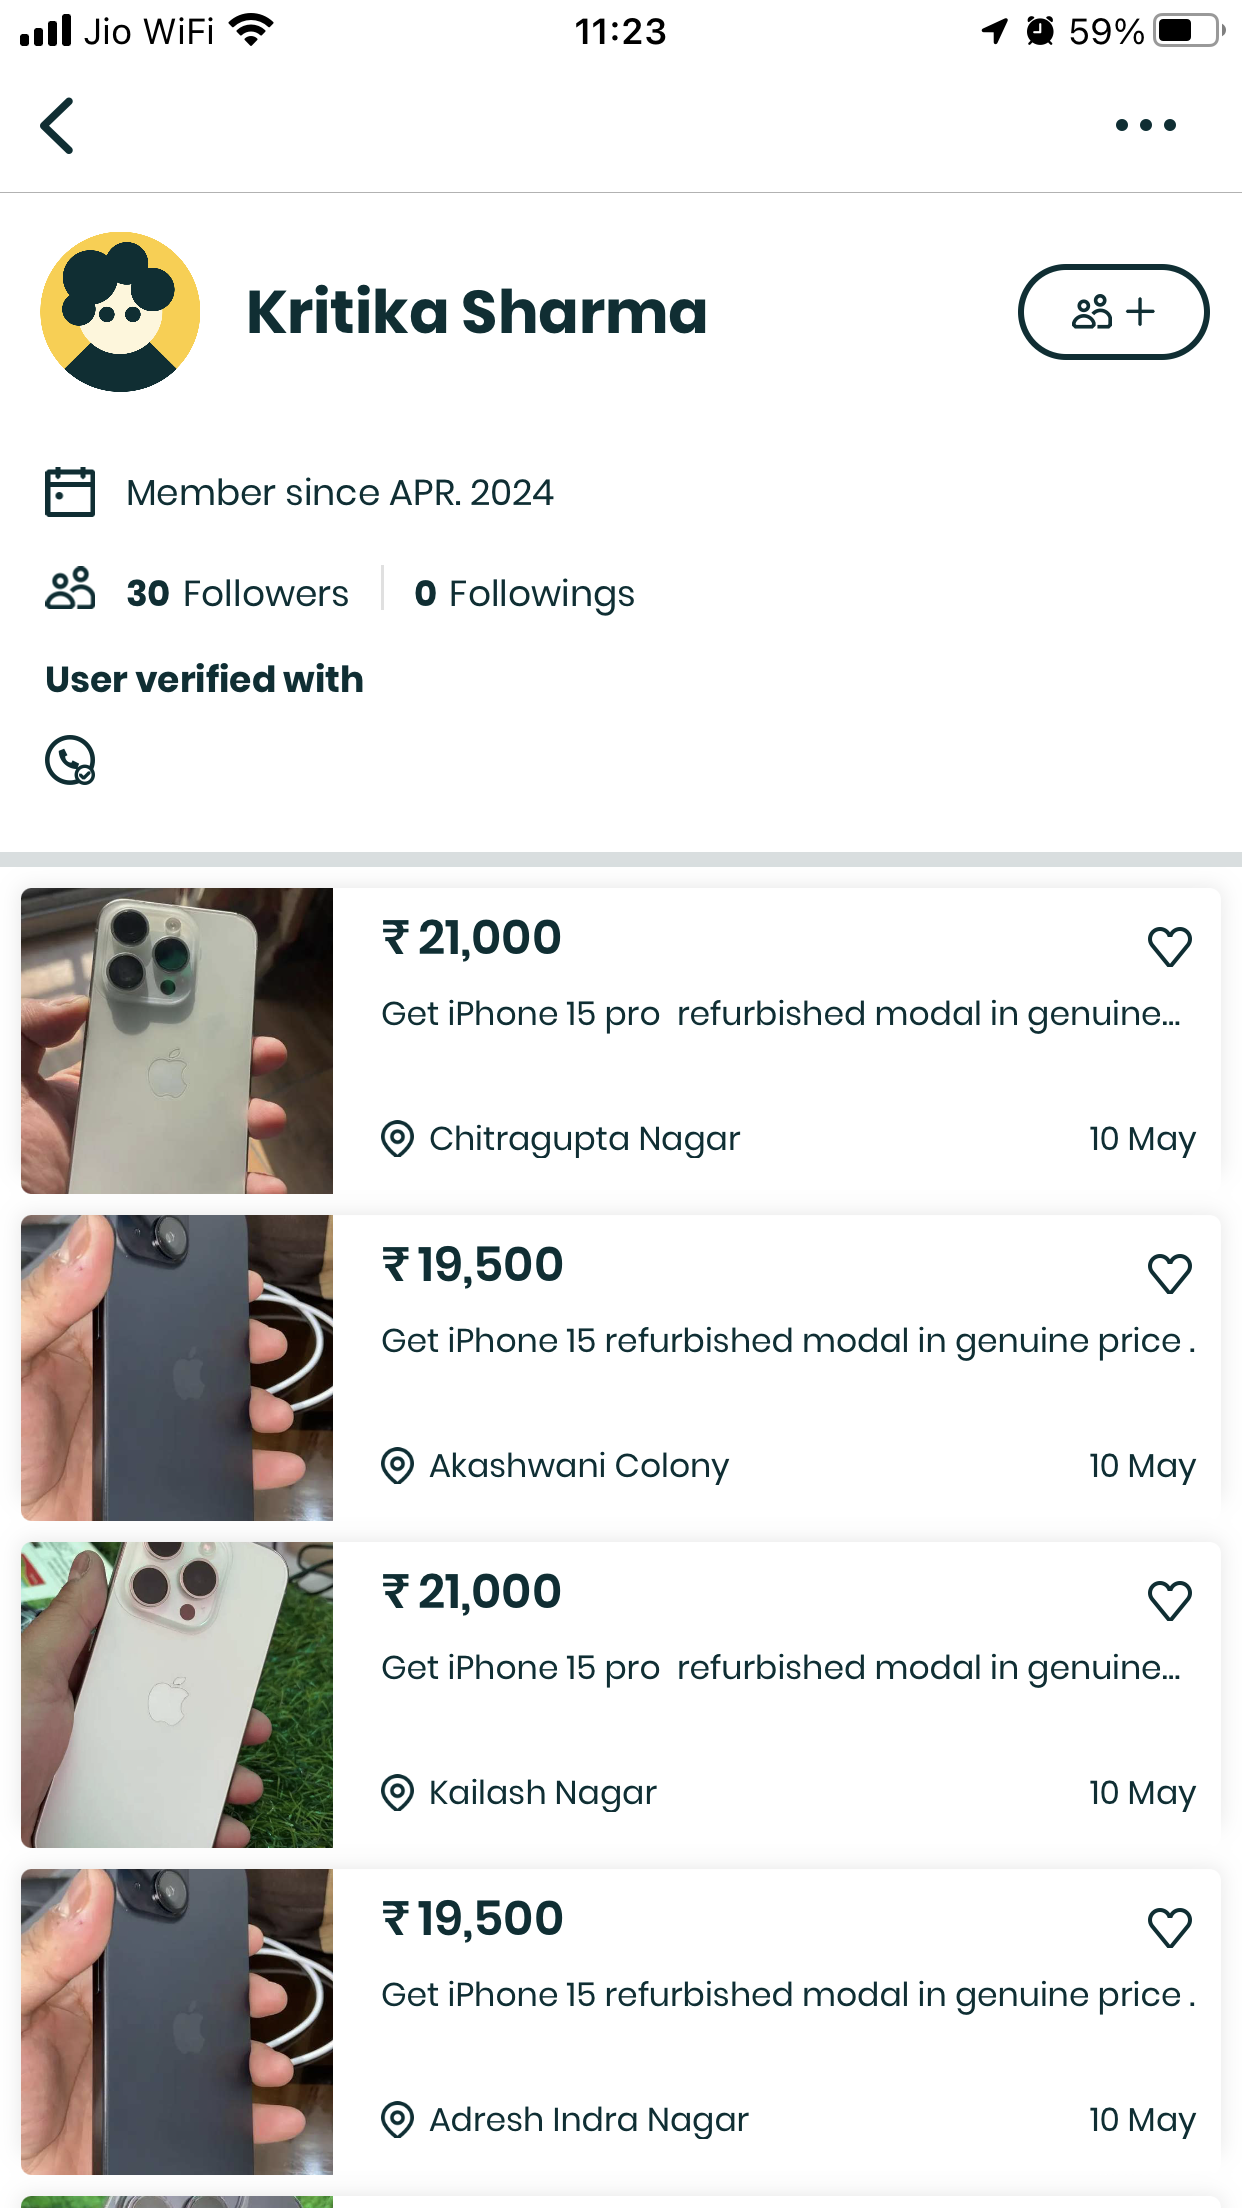 Jio WiFi 11:23 59%
Kritika Sharma
Member since APR. 2024
30 Followers 0 Followings
User verified with
₹ 21,000
Get iPhone 15 pro  refurbished modal in genuine...
Chitragupta Nagar 10 May
₹ 19,500
Get iPhone 15 refurbished modal in genuine price .
Akashwani Colony 10 May
₹ 21,000
Get iPhone 15 pro  refurbished modal in genuine...
Kailash Nagar 10 May
₹ 19,500
Get iPhone 15 refurbished modal in genuine price .
Adresh Indra Nagar 10 May